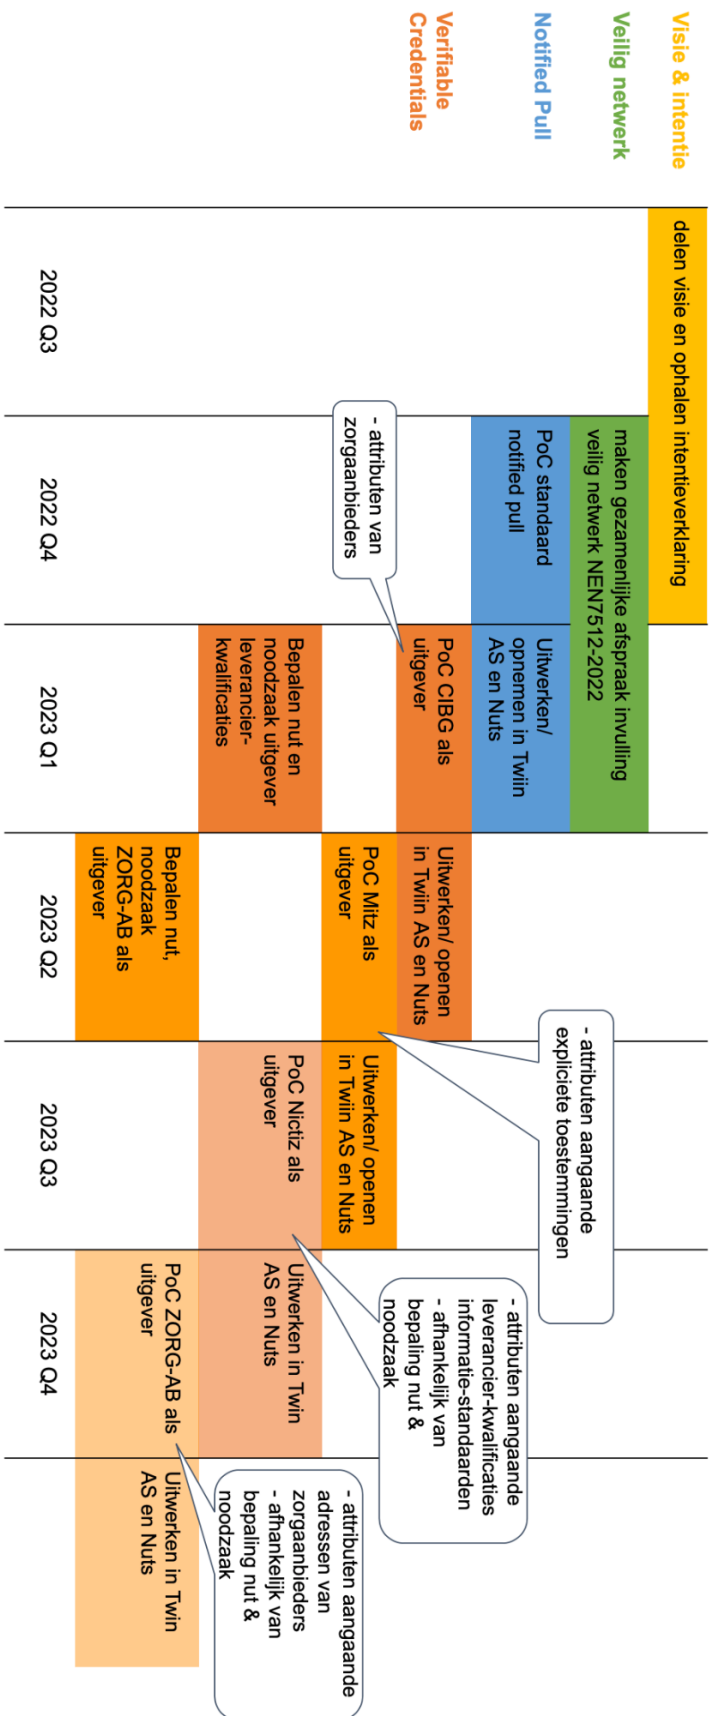 Visie & intentie
delen visie en ophalen intentieverklaring
Veilig netwerk
maken gezamenlijke afspraak invulling
veilig netwerk NEN7512-2022
Notified Pull
PoC standaard
notified pull
Uitwerken/
opnemen in Twiin
AS en Nuts
Verifiable
Credentials
PoC CIBG als
uitgever
Uitwerken/ openen
in Twiin AS en Nuts
- attributen van
zorgaanbieders
PoC Mitz als
uitgever
Uitwerken/ openen
in Twiin AS en Nuts
- attributen aangaande
expliciete toestemmingen
Bepalen nut en
noodzaak uitgever
leverancier-
kwalificaties
PoC Nictiz als
uitgever
Uitwerken in Twin
AS en Nuts
- attributen aangaande
leverancier-kwalificaties
informatie-standaarden
- afhankelijk van
bepaling nut &
noodzaak
Bepalen nut,
noodzaak
ZORG-AB als
uitgever
PoC ZORG-AB als
uitgever
Uitwerken in Twin
AS en Nuts
- attributen aangaande
adressen van
zorgaanbieders
- afhankelijk van
bepaling nut &
noodzaak
2022 Q3
2022 Q4
2023 Q1
2023 Q2
2023 Q3
2023 Q4